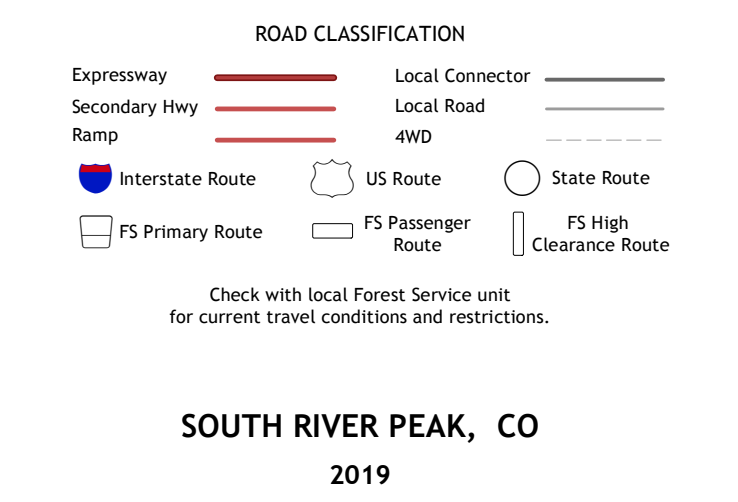 ROAD CLASSIFICATION
Expressway
Local Connector
Secondary Hwy
Local Road
Ramp
4WD
Interstate Route
US Route
State Route
FS Primary Route
FS Passenger
Route
FS High
Clearance Route
Check with local Forest Service unit
for current travel conditions and restrictions.
SOUTH RIVER PEAK, CO
2019